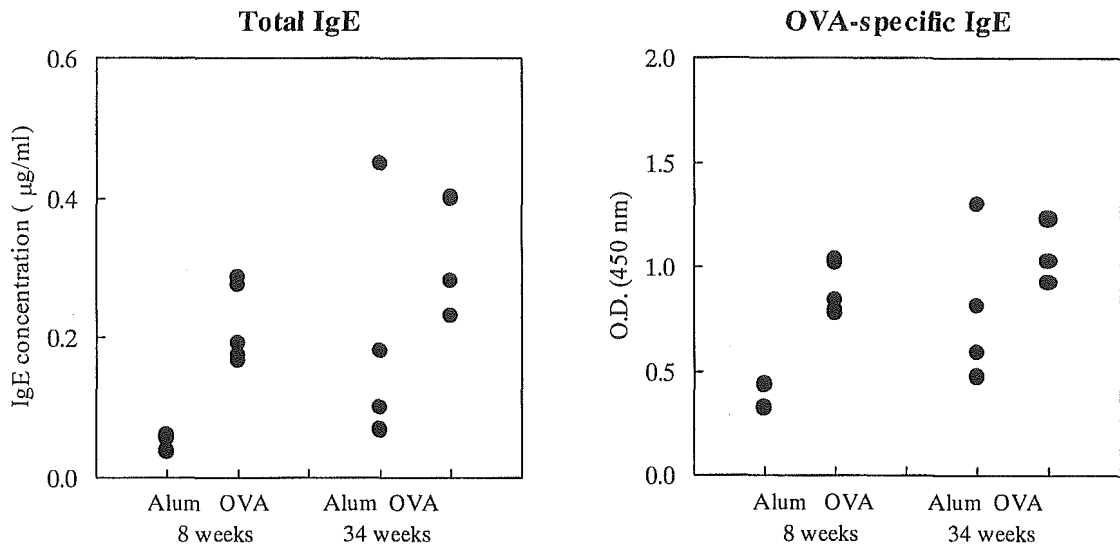 Total IgE
0.6
0.4
0.2
0.0
IgE concentration ( μg/ml)
Alum OVA
8 weeks
Alum OVA
34 weeks
OVA-specific IgE
2.0
1.5
1.0
0.5
0.0
O.D. (450 nm)
Alum OVA
8 weeks
Alum OVA
34 weeks